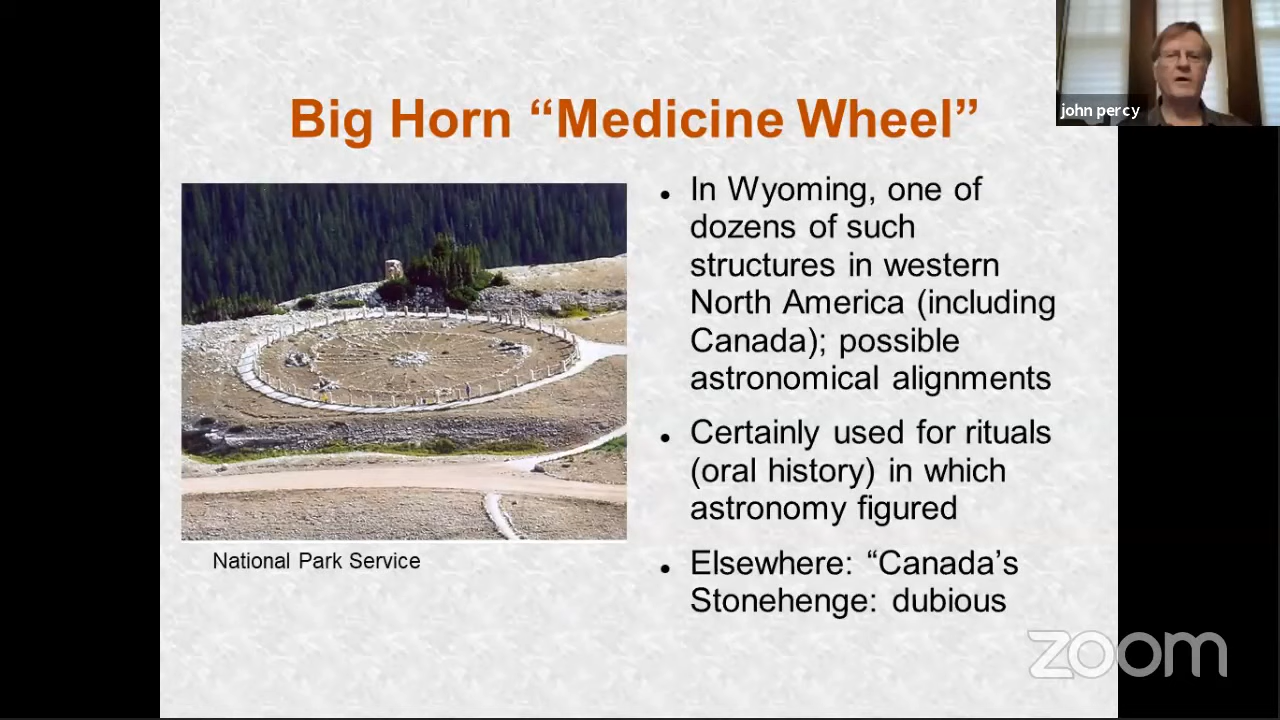 john percy
Big Horn “Medicine Wheel”
In Wyoming, one of
dozens of such
structures in western
North America (including
Canada); possible
astronomical alignments
Certainly used for rituals
(oral history) in which
astronomy figured
Elsewhere: “Canada’s
Stonehenge: dubious
National Park Service
zoom